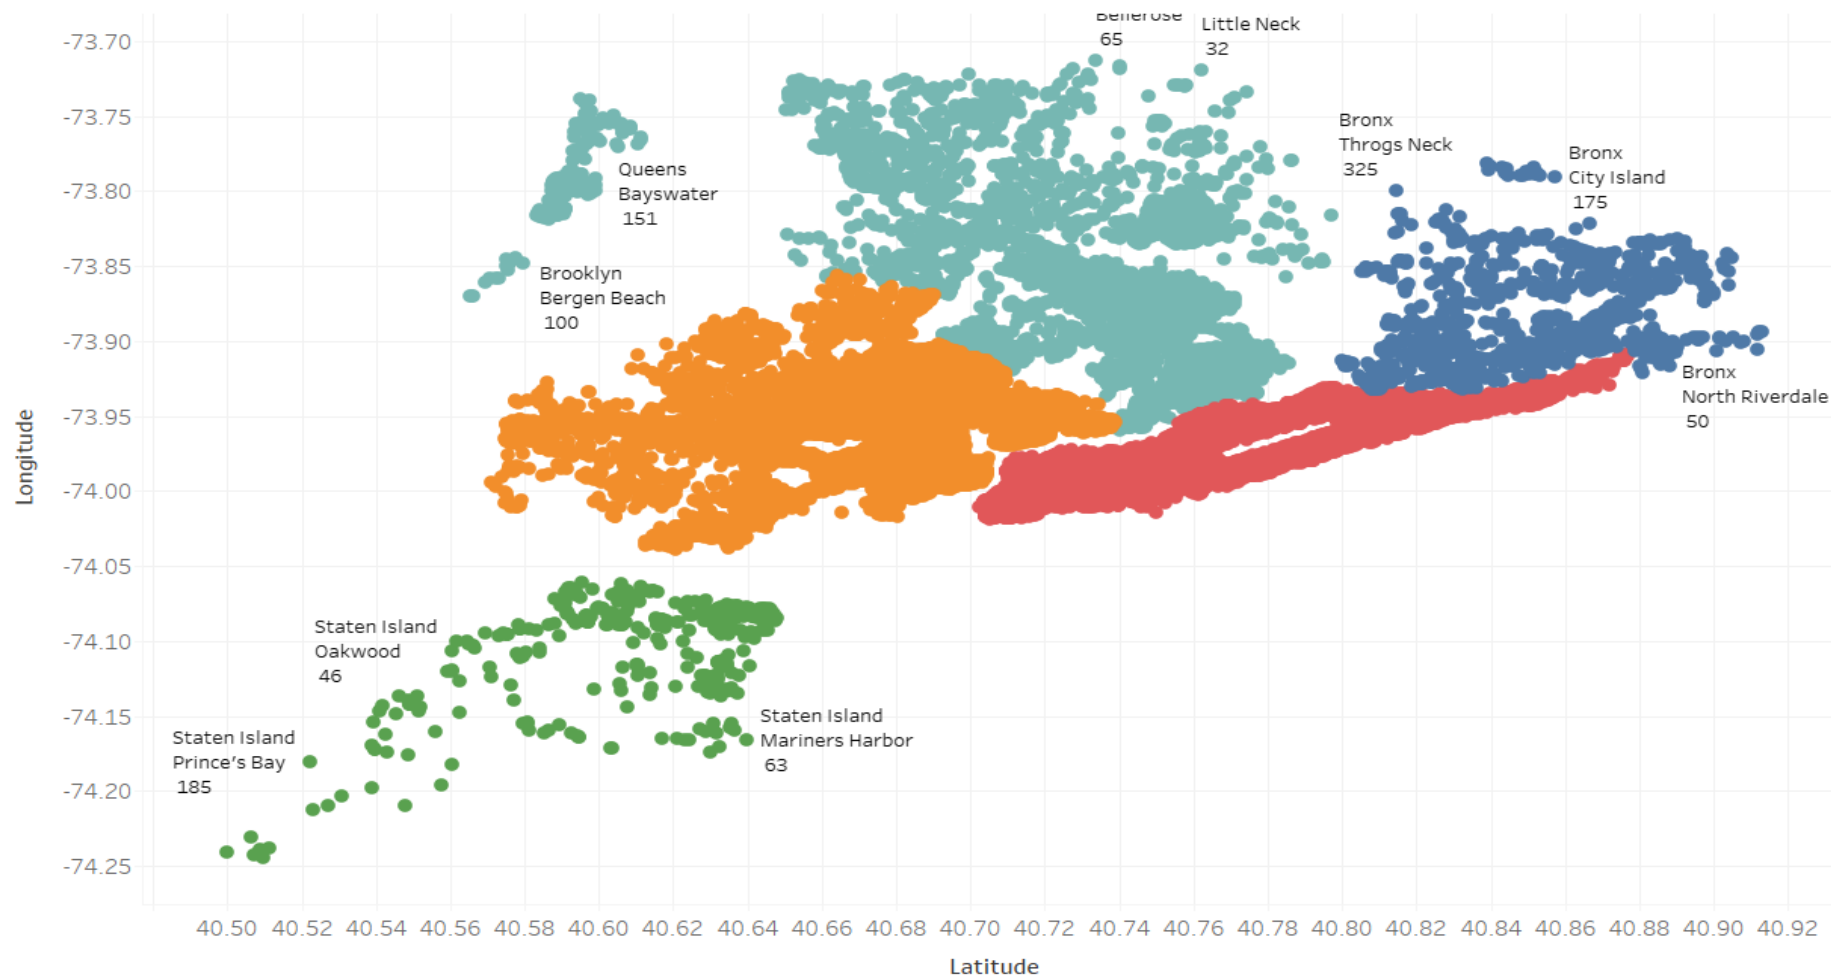 Bellerose
65
Little Neck
32
-73.70
-73.75
-73.80
-73.85
-73.90
-73.95
-74.00
-74.05
-74.10
-74.15
-74.20
-74.25
Longitude
Queens
Bayswater
151
Brooklyn
Bergen Beach
100
Bronx
Throgs Neck
325
Bronx
City Island
175
Bronx
North Riverdale
50
Staten Island
Oakwood
46
Staten Island
Prince's Bay
185
Staten Island
Mariners Harbor
63
40.50 40.52 40.54 40.56 40.58 40.60 40.62 40.64 40.66 40.68 40.70 40.72 40.74 40.76 40.78 40.80 40.82 40.84 40.86 40.88 40.90 40.92
Latitude